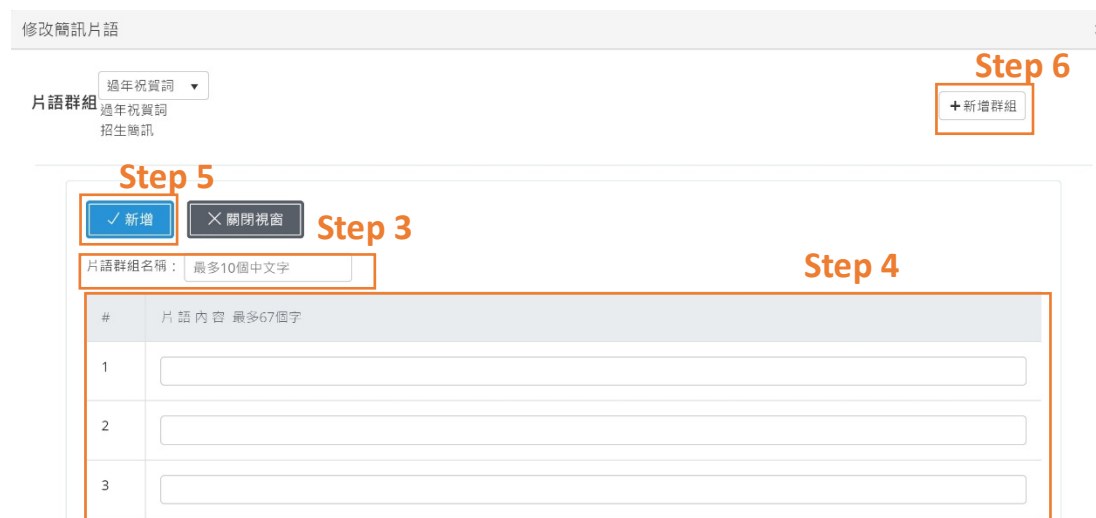 修改簡訊片語
Step 6
片語群組
過年祝賀詞
過年祝賀詞
招生簡訊
新增群組
Step 5
新增
關閉視窗
Step 3
片語群組名稱：
最多10個中文字
Step 4
# 片語內容 最多67個字
1
2
3